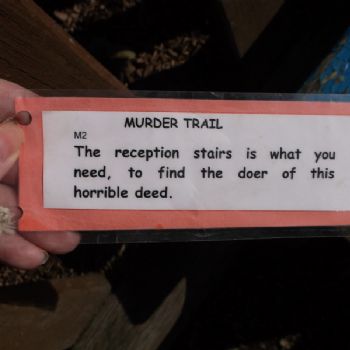 MURDER TRAIL
M2
The reception stairs is what you
need, to find the doer of this
horrible deed.